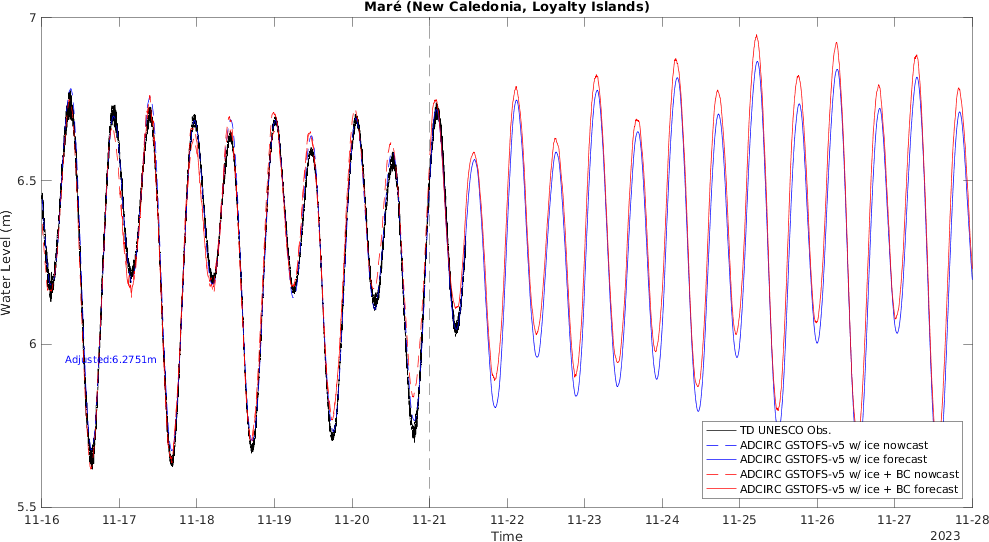 Maré (New Caledonia, Loyalty Islands)
7
6.5
6
5.5
Water Level (m)
Adjusted:6.2751m
TD UNESCO Obs.
ADCIRC GSTOFS-v5 w/ ice nowcast
ADCIRC GSTOFS-v5 w/ ice forecast
ADCIRC GSTOFS-v5 w/ ice + BC nowcast
ADCIRC GSTOFS-v5 w/ ice + BC forecast
11-16 11-17 11-18 11-19 11-20 11-21 11-22 11-23 11-24 11-25 11-26 11-27 11-28
Time
2023